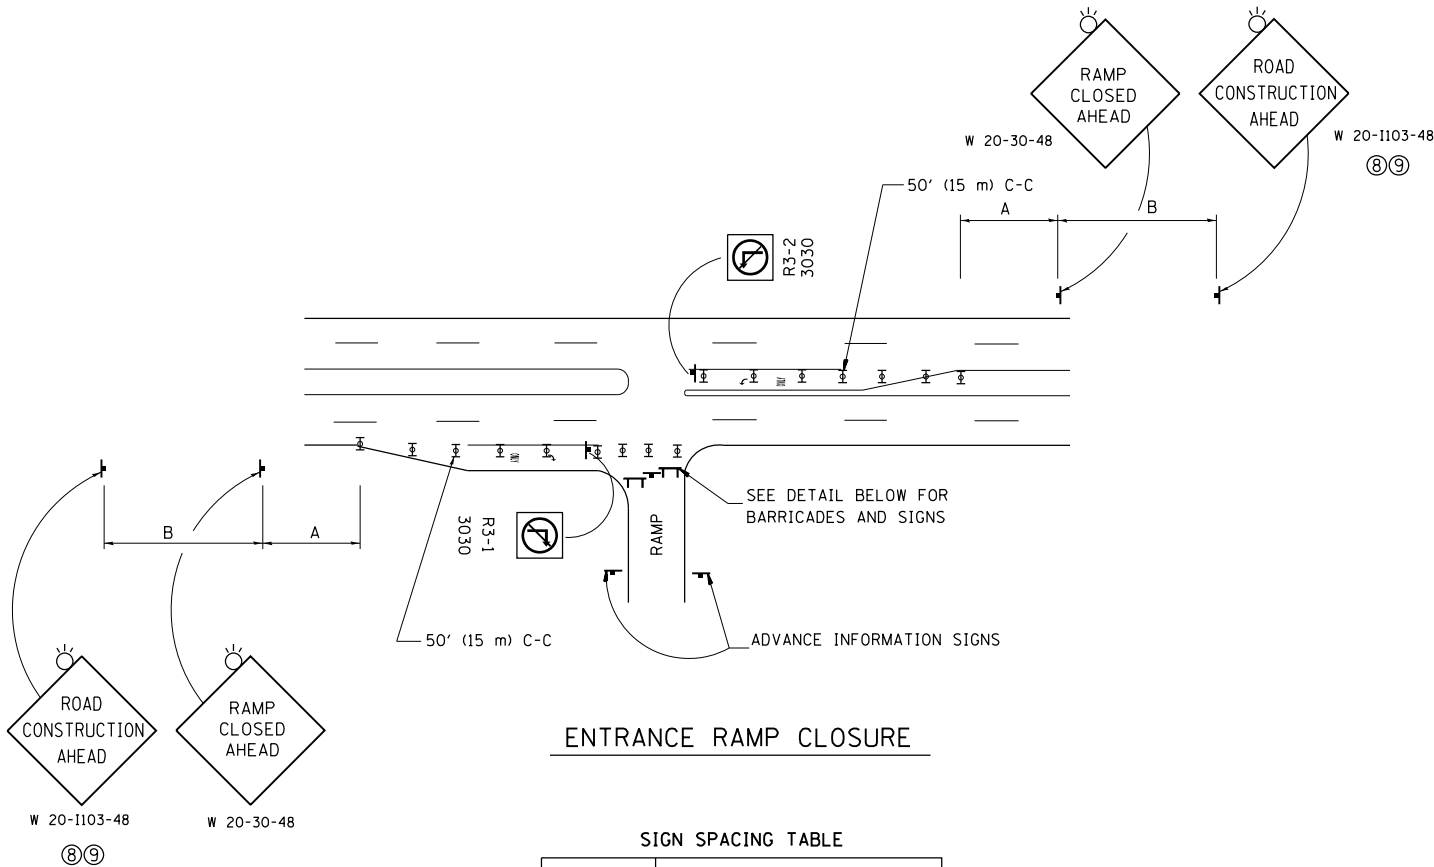 RAMP
CLOSED
AHEAD
W 20-30-48
ROAD
CONSTRUCTION
AHEAD
W 20-I103-48
⑧⑨
50' (15 m) C-C
A
B
R3-2
3030
ONLY
ONLY
R3-1
3030
RAMP
SEE DETAIL BELOW FOR
BARRICADES AND SIGNS
B
A
50' (15 m) C-C
ADVANCE INFORMATION SIGNS
ROAD
CONSTRUCTION
AHEAD
W 20-I103-48
⑧⑨
RAMP
CLOSED
AHEAD
W 20-30-48
ENTRANCE RAMP CLOSURE
SIGN SPACING TABLE